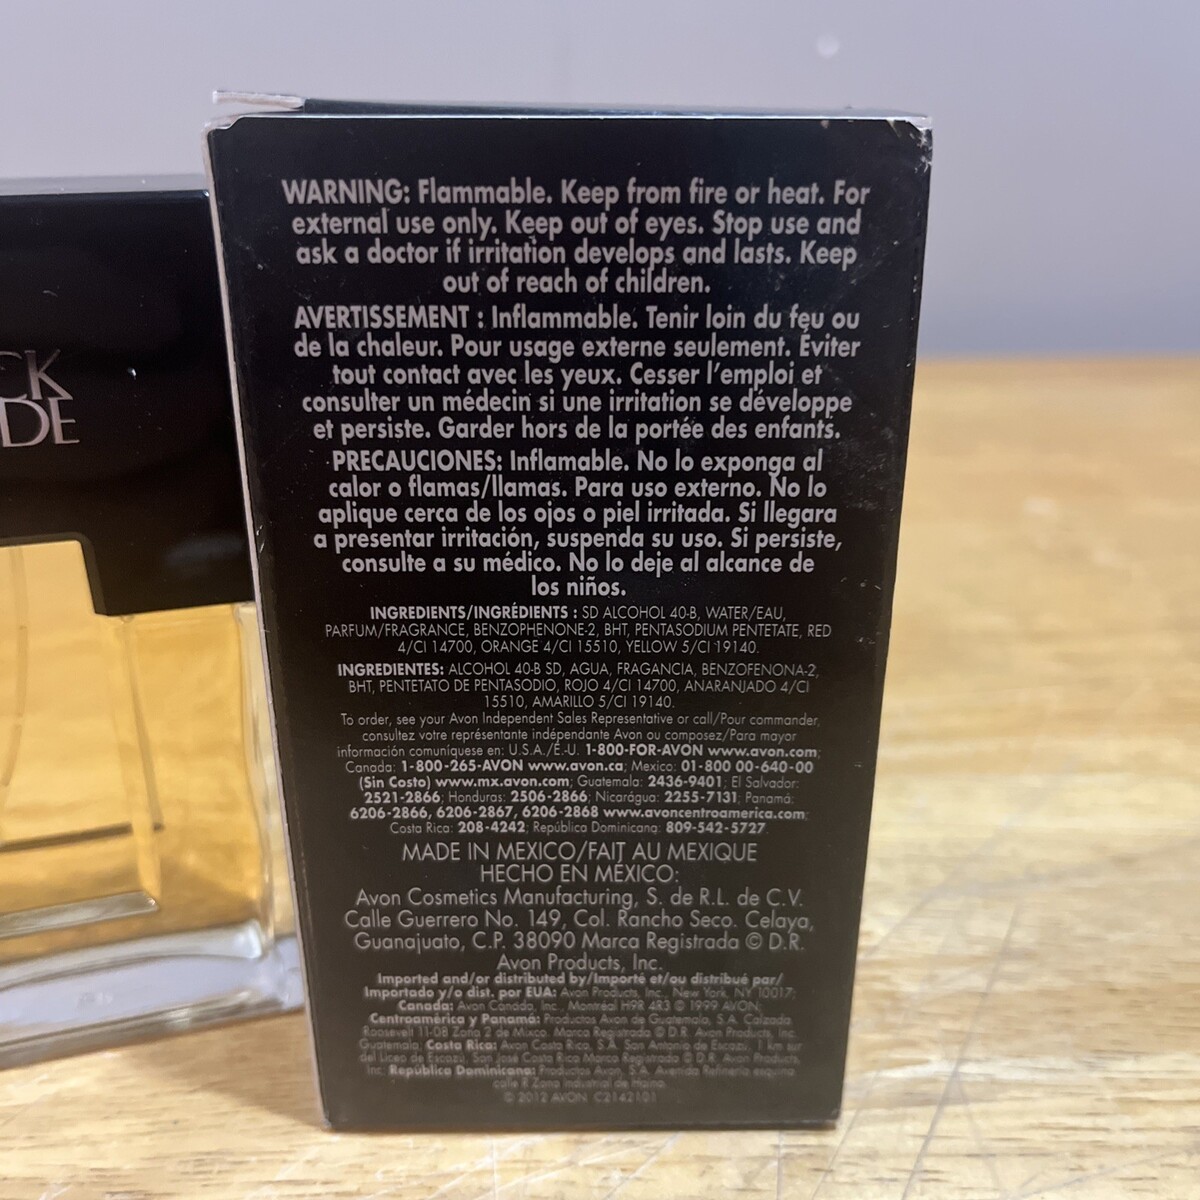 CK
DE
WARNING: Flammable. Keep from fire or heat. For
external use only. Keep out of eyes. Stop use and
ask a doctor if irritation develops and lasts. Keep
out of reach of children.
AVERTISSEMENT : Inflammable. Tenir loin du feu ou
de la chaleur. Pour usage externe seulement. Éviter
tout contact avec les yeux. Cesser l'emploi et
consulter un médecin si une irritation se développe
et persiste. Garder hors de la portée des enfants.
PRECAUCIONES: Inflamable. No lo exponga al
calor o flamas/llamas. Para uso externo. No lo
aplique cerca de los ojos o piel irritada. Si llegara
a presentar irritación, suspenda su uso. Si persiste,
consulte a su médico. No lo deje al alcance de
los niños.
INGREDIENTS/INGRÉDIENTS : SD ALCOHOL 40-B, WATER/EAU,
PARFUM/FRAGRANCE, BENZOPHENONE-2, BHT, PENTASODIUM PENTETATE, RED
4/CI 14700, ORANGE 4/CI 15510, YELLOW 5/CI 19140.
INGREDIENTES: ALCOHOL 40-B SD, AGUA, FRAGANCIA, BENZOFENONA-2,
BHT, PENTETATO DE PENTASODIO, ROJO 4/CI 14700, ANARANJADO 4/CI
15510, AMARILLO 5/CI 19140.
To order, see your Avon Independent Sales Representative or call/Pour commander,
consultez votre représentante indépendante Avon ou composez/Para mayor
información comuníquese en: U.S.A./É.-U. 1-800-FOR-AVON www.avon.com;
Canada: 1-800-265-AVON www.avon.ca; Mexico: 01-800 00-640-00
(Sin Costo) www.mx.avon.com; Guatemala: 2436-9401; El Salvador:
2521-2866; Honduras: 2506-2866; Nicarágua: 2255-7131; Panamá:
6206-2866, 6206-2867, 6206-2868 www.avoncentroamerica.com;
Costa Rica: 208-4242; República Dominicana: 809-542-5727.
MADE IN MEXICO/FAIT AU MEXIQUE
HECHO EN MÉXICO:
Avon Cosmetics Manufacturing, S. de R.L. de C.V.
Calle Guerrero No. 149, Col. Rancho Seco. Celaya,
Guanajuato, C.P. 38090 Marca Registrada © D.R.
Avon Products, Inc.
Imported and/or distributed by/Importé et/ou distribué par/
Importado y/o dist. por EUA: Avon Products, Inc., New York, NY 10017;
Canada: Avon Canada, Inc., Montréal H9R 4R3 © 1999 AVON.
Centroamérica y Panamá: Productos Avon de Guatemala, S.A. Calzada
Roosevelt 11-08 Zona 2 de Mixco. Marca Registrada © D.R. Avon Products, Inc.
Guatemala; Costa Rica: Avon Costa Rica, S.A. San Antonio de Escazú, 1 km sur
del Liceo de Escazú, San José Costa Rica Marca Registrada © D.R. Avon Products,
Inc. República Dominicana: Productos Avon, S.A. Avenida Refinería esquina
calle R Zona Industrial de Haina.
© 2012 AVON C2142101